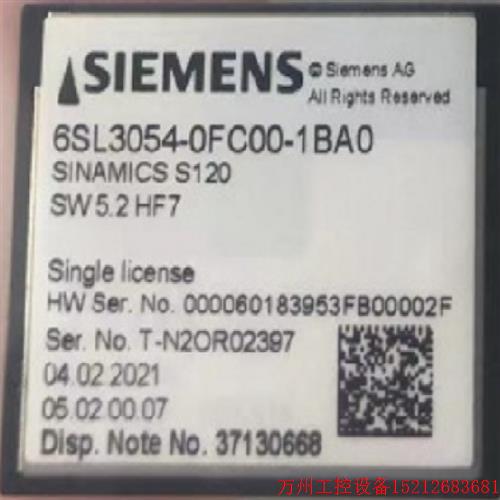 SIEMENS © Siemens AG
All Rights Reserved
6SL3054-0FC00-1BA0
SINAMICS S120
SW 5.2 HF7
Single license
HW Ser. No. 000060183953FB00002F
Ser. No. T-N2OR02397
04.02.2021
05.02.00.07
Disp. Note No. 37130668
万州工控设备15212683681